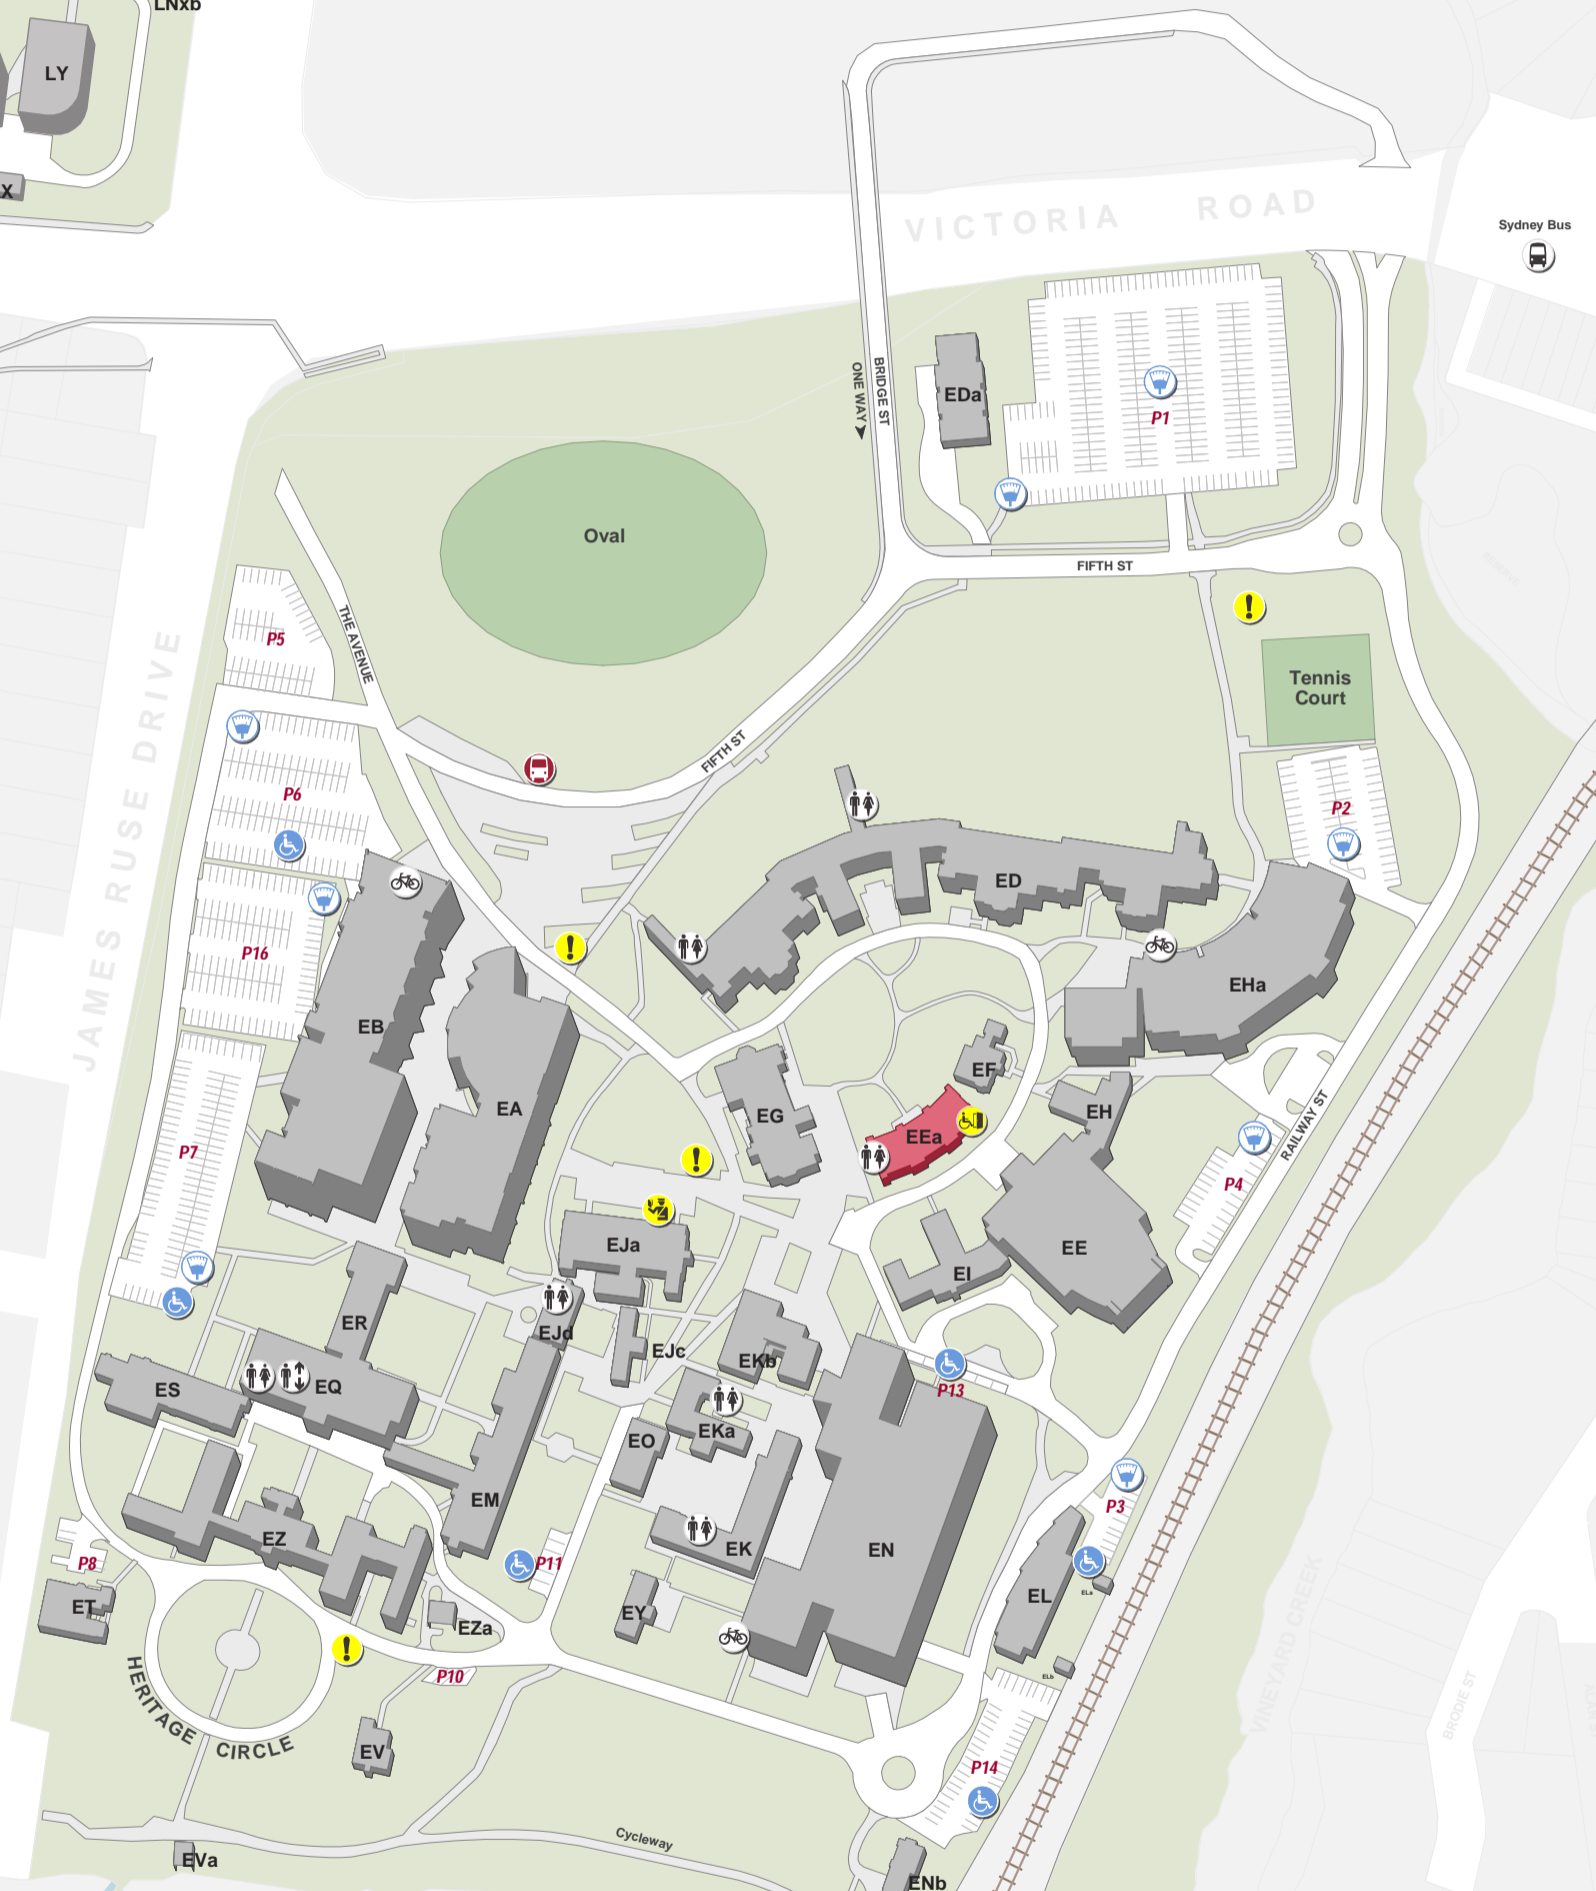 LNxb
LY
X
VICTORIA ROAD
Sydney Bus
BRIDGE ST
ONE WAY
EDa
P1
Oval
FIFTH ST
THE AVENUE
P5
Tennis
Court
JAMES RUSE DRIVE
FIFTH ST
P6
P2
ED
P16
EHa
EB
EF
EA
EG
EEa
EH
RAILWAY ST
P7
P4
EJa
EE
EI
ER
EJd
EJc
EKb
P13
ES
EQ
EKa
EO
EM
P3
EZ
EK
EN
P8
P11
ELa
EL
ET
EY
EZa
VINEYARD CREEK
P10
ELb
BRODIE ST
HERITAGE CIRCLE
EV
P14
Cycleway
EVa
ENb